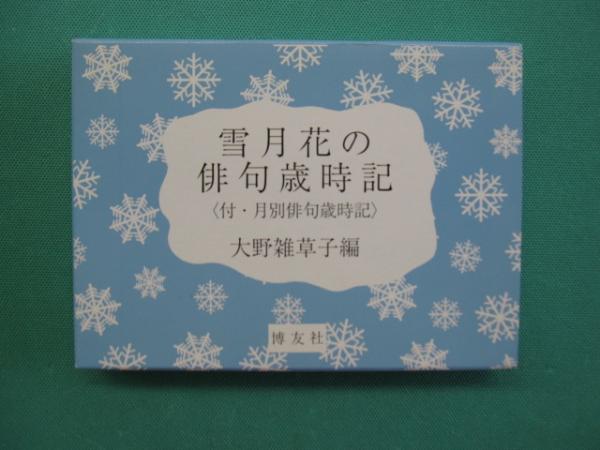 雪月花の
俳句歳時記
〈付・月別俳句歳時記〉
大野雑草子編
博友社